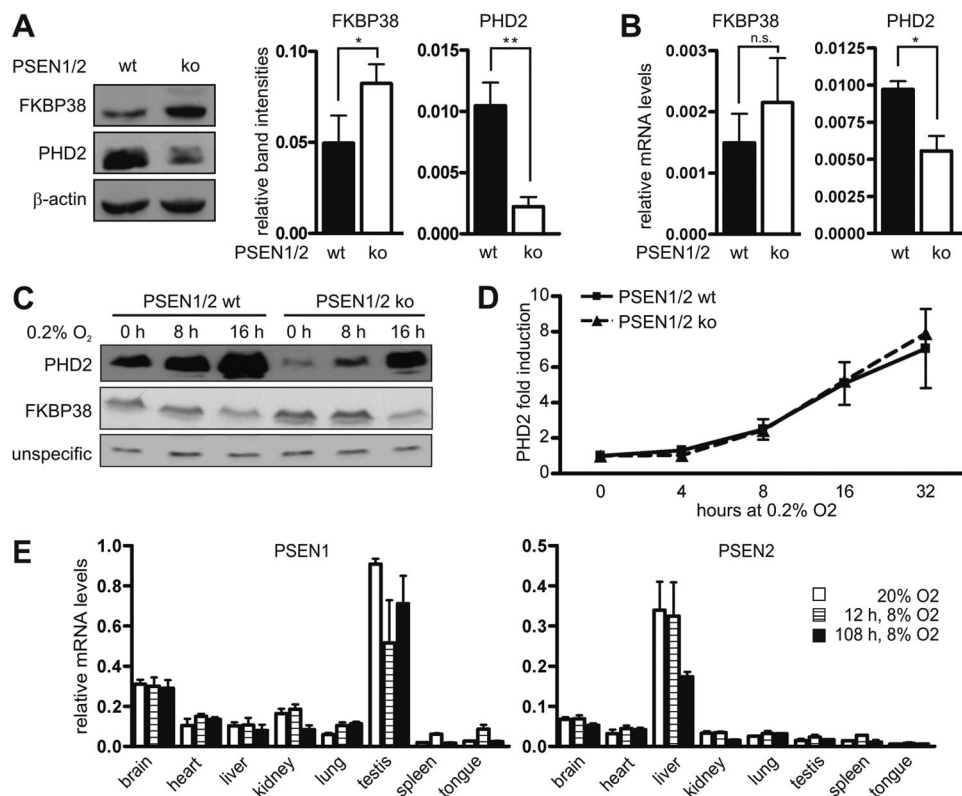 A
PSEN1/2 wt ko
FKBP38
PHD2
β-actin
relative band intensities
FKBP38
*
0.10
0.05
0.00
PHD2
**
0.015
0.010
0.005
0.000
PSEN1/2 wt ko wt ko
B
relative mRNA levels
FKBP38
n.s.
0.003
0.002
0.001
0.000
PHD2
*
0.0125
0.0100
0.0075
0.0050
0.0025
0.0000
PSEN1/2 wt ko wt ko
C
PSEN1/2 wt PSEN1/2 ko
0.2% O2 0 h 8 h 16 h 0 h 8 h 16 h
PHD2
FKBP38
unspecific
D
PSEN1/2 wt
PSEN1/2 ko
PHD2 fold induction
10
8
6
4
2
0
0 4 8 16 32
hours at 0.2% O2
E
relative mRNA levels
PSEN1
1.0
0.8
0.6
0.4
0.2
0.0
brain heart liver kidney lung testis spleen tongue
PSEN2
0.5
0.4
0.3
0.2
0.1
0.0
20% O2
12 h, 8% O2
108 h, 8% O2
brain heart liver kidney lung testis spleen tongue